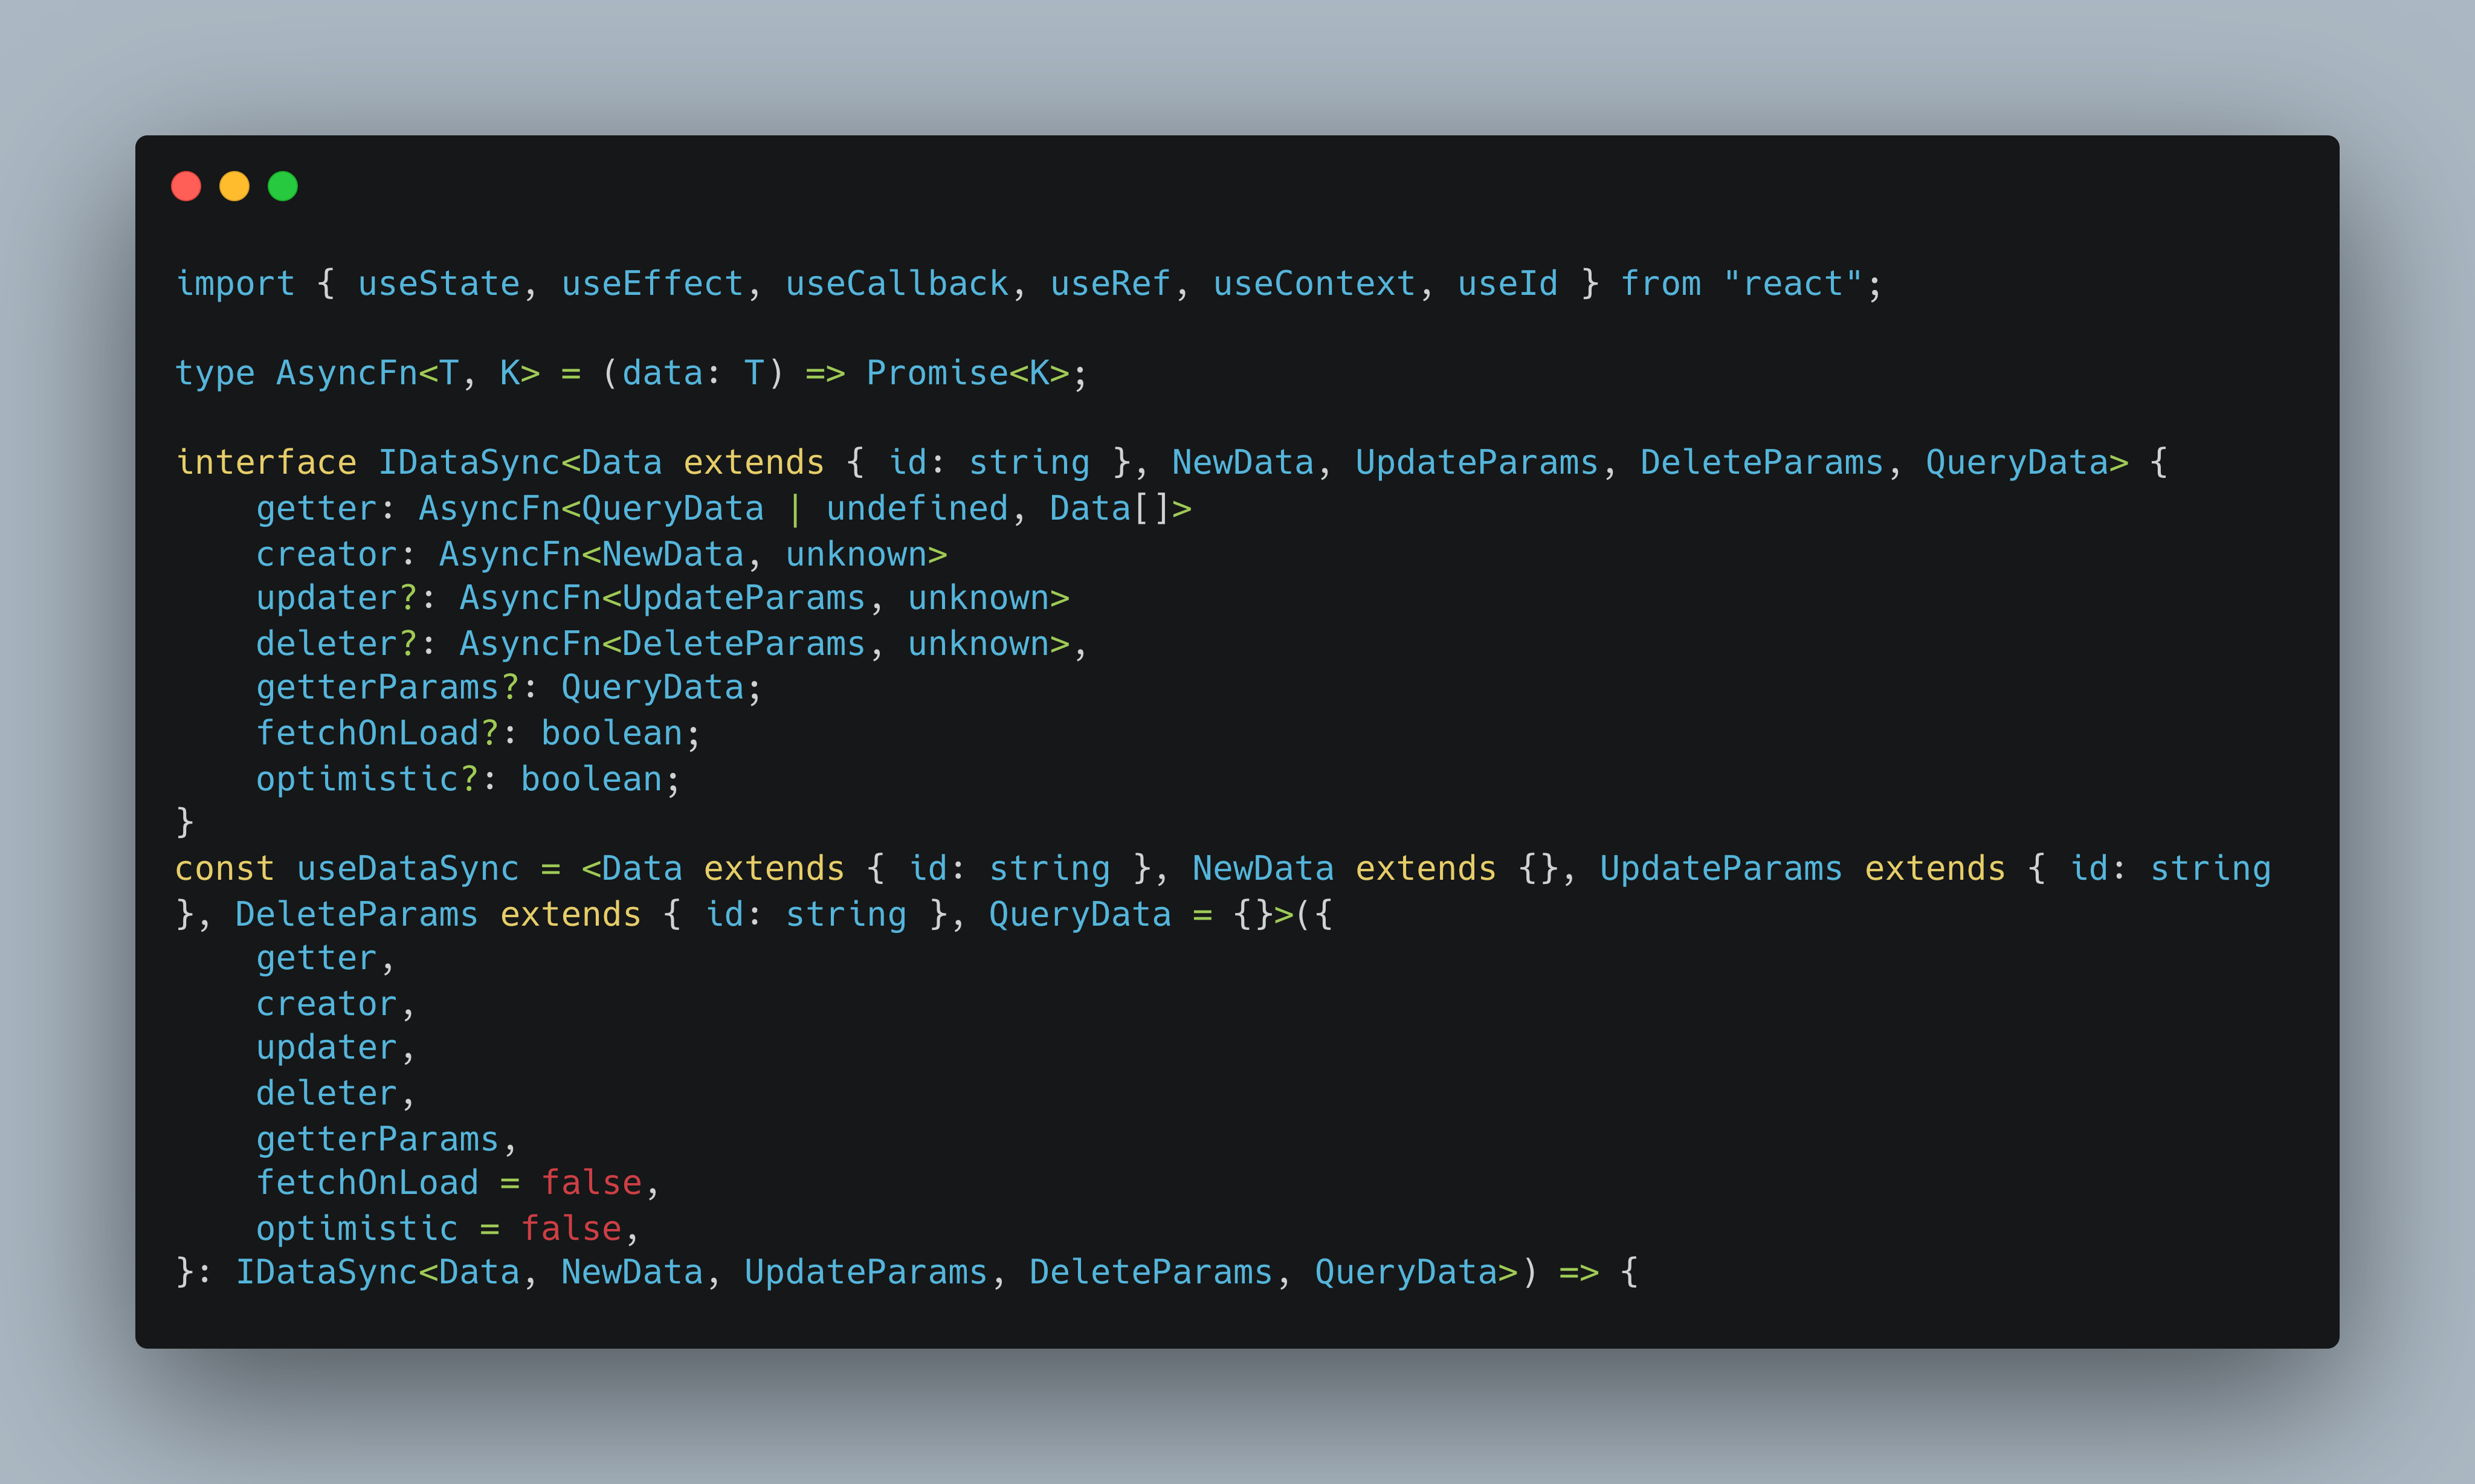 import { useState, useEffect, useCallback, useRef, useContext, useId } from "react";

type AsyncFn<T, K> = (data: T) => Promise<K>;

interface IDataSync<Data extends { id: string }, NewData, UpdateParams, DeleteParams, QueryData> {
    getter: AsyncFn<QueryData | undefined, Data[]>
    creator: AsyncFn<NewData, unknown>
    updater?: AsyncFn<UpdateParams, unknown>
    deleter?: AsyncFn<DeleteParams, unknown>,
    getterParams?: QueryData;
    fetchOnLoad?: boolean;
    optimistic?: boolean;
}
const useDataSync = <Data extends { id: string }, NewData extends {}, UpdateParams extends { id: string
}, DeleteParams extends { id: string }, QueryData = {}>({
    getter,
    creator,
    updater,
    deleter,
    getterParams,
    fetchOnLoad = false,
    optimistic = false,
}: IDataSync<Data, NewData, UpdateParams, DeleteParams, QueryData>) => {